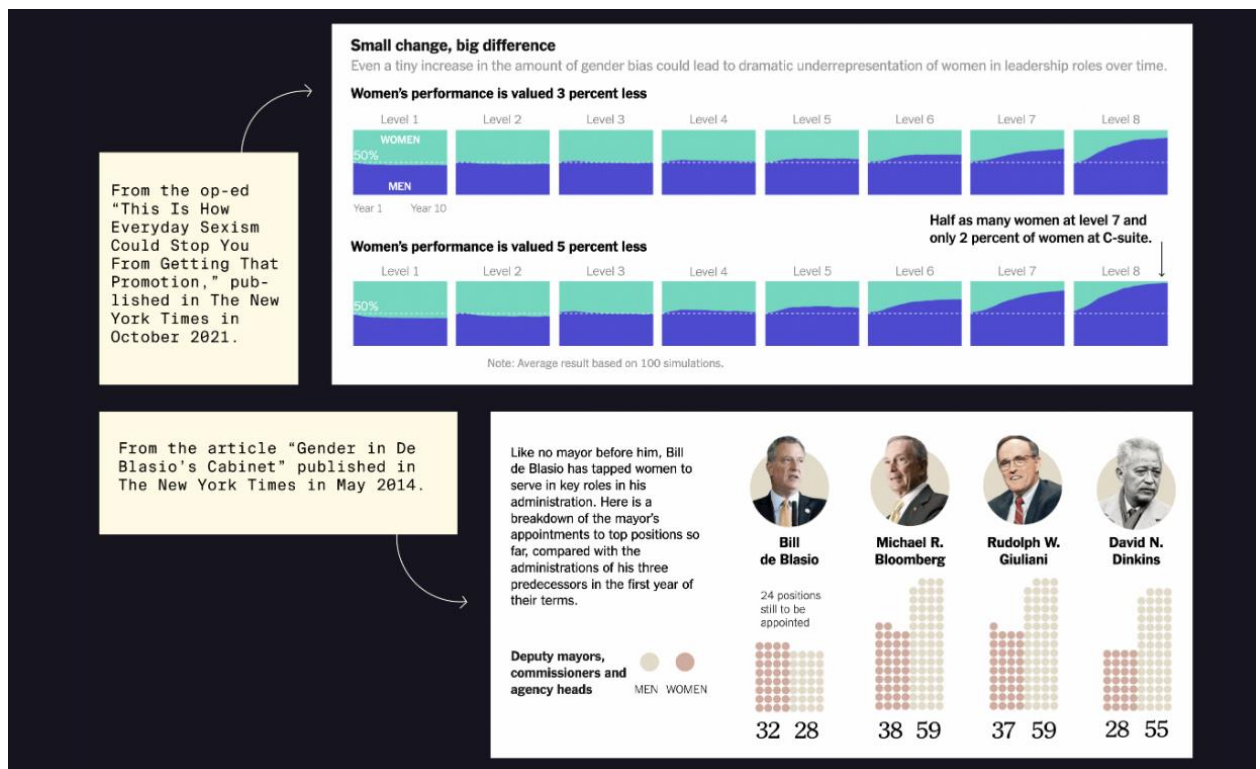 Small change, big difference
Even a tiny increase in the amount of gender bias could lead to dramatic underrepresentation of women in leadership roles over time.
Women's performance is valued 3 percent less
Level 1 Level 2 Level 3 Level 4 Level 5 Level 6 Level 7 Level 8
WOMEN
50%
MEN
Year 1 Year 10
From the op-ed
"This Is How
Everyday Sexism
Could Stop You
From Getting That
Promotion," pub-
lished in The New
York Times in
October 2021.
Half as many women at level 7 and
only 2 percent of women at C-suite.
Women's performance is valued 5 percent less
Level 1 Level 2 Level 3 Level 4 Level 5 Level 6 Level 7 Level 8
50%
Note: Average result based on 100 simulations.
From the article "Gender in De
Blasio's Cabinet" published in
The New York Times in May 2014.
Like no mayor before him, Bill
de Blasio has tapped women to
serve in key roles in his
administration. Here is a
breakdown of the mayor's
appointments to top positions so
far, compared with the
administrations of his three
predecessors in the first year of
their terms.
Deputy mayors,
commissioners and
agency heads
MEN WOMEN
Bill
de Blasio
Michael R.
Bloomberg
Rudolph W.
Giuliani
David N.
Dinkins
24 positions
still to be
appointed
32 28 38 59 37 59 28 55